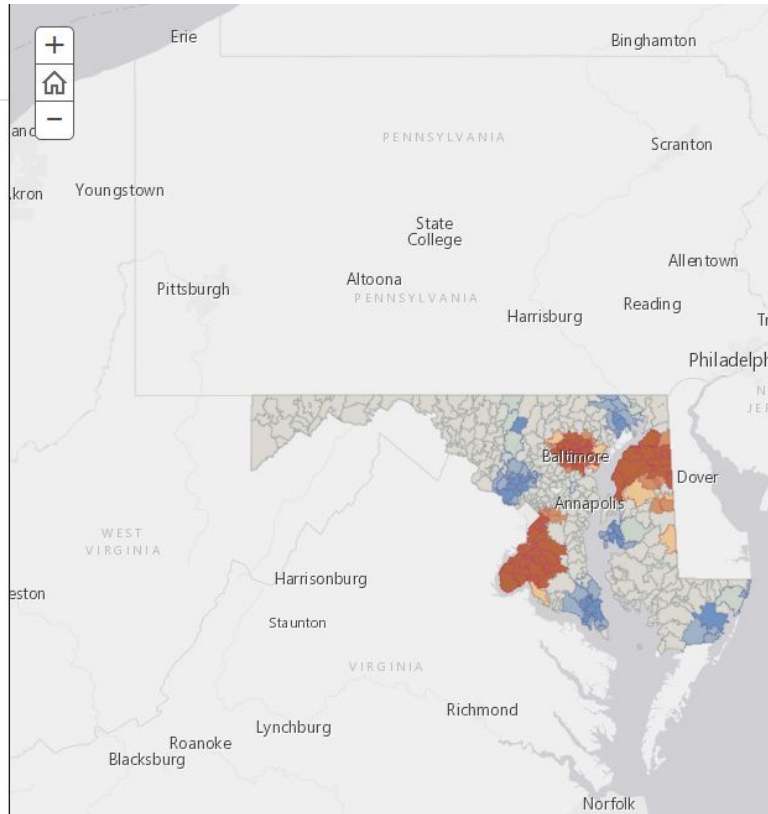 +
−
Erie
Binghamton
PENNSYLVANIA
Scranton
Youngstown
State
College
Allentown
Altoona
Pittsburgh
PENNSYLVANIA
Reading
Harrisburg
Baltimore
Dover
Annapolis
WEST
VIRGINIA
Harrisonburg
Staunton
VIRGINIA
Richmond
Lynchburg
Roanoke
Blacksburg
Norfolk